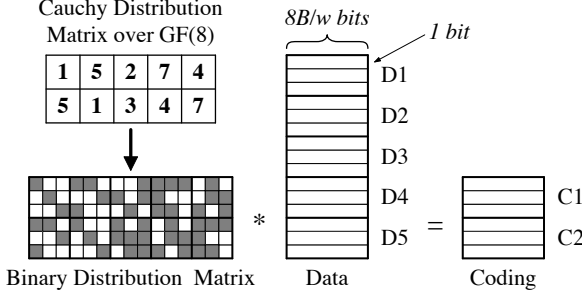 Cauchy Distribution
Matrix over GF(8)
1 5 2 7 4
5 1 3 4 7
8B/w bits
1 bit
D1
D2
D3
D4
D5
*
=
C1
C2
Binary Distribution Matrix
Data
Coding